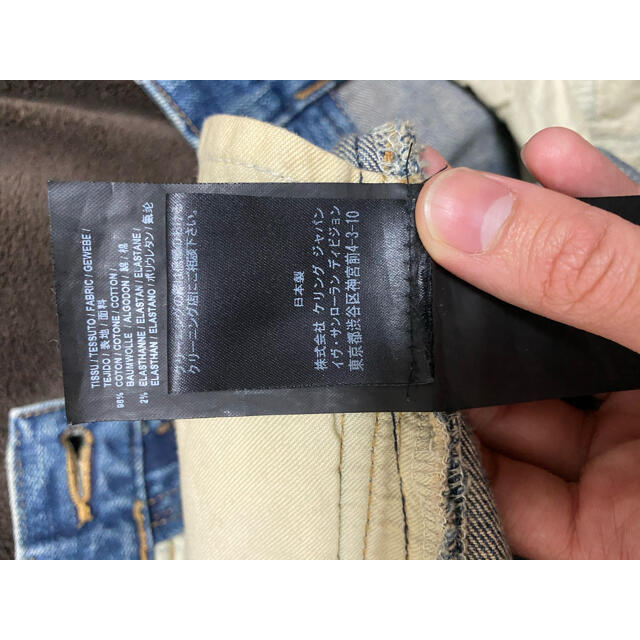 TISSU / TESSUTO / FABRIC / GEWEBE /
TEJIDO / 表地 / 面料
98% COTON / COTONE / COTTON /
BAUMWOLLE / ALGODON / 綿 / 棉
2% ELASTHANNE / ELASTAN / ELASTANE /
ELASTHAN / ELASTANO / ポリウレタン / 氨纶
クリーニング店にご相談下さい。
日本製
株式会社 ケリング ジャパン
イヴ・サンローラン ディビジョン
東京都渋谷区神宮前4-3-10